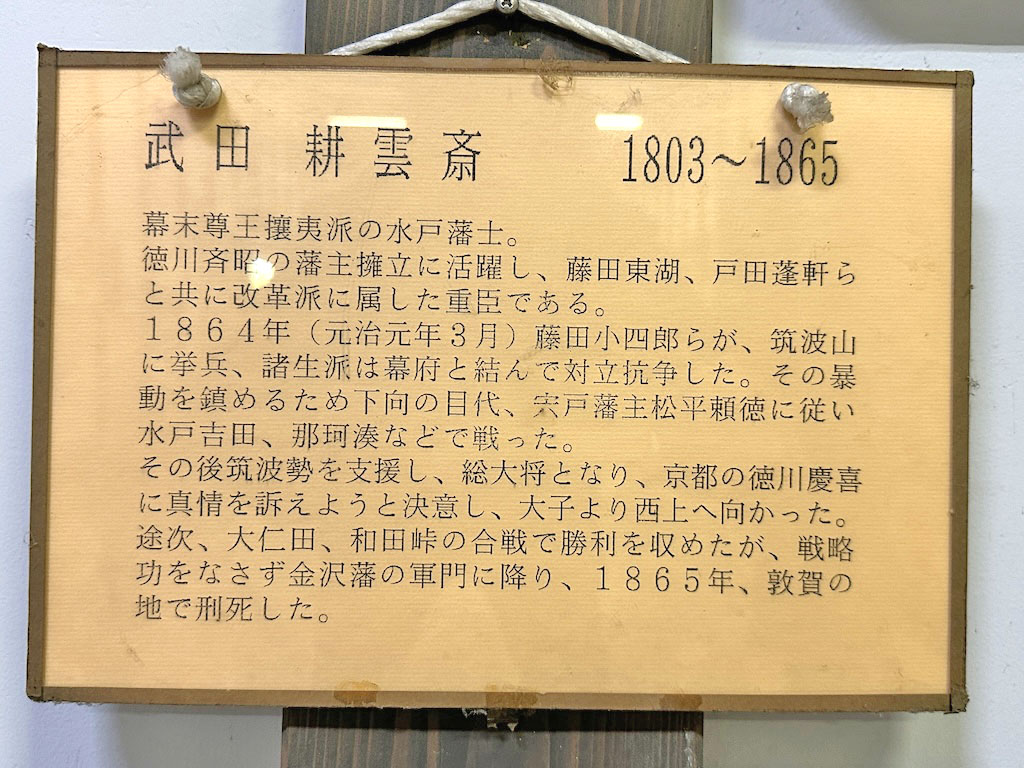 武田 耕雲斎 1803～1865
幕末尊王攘夷派の水戸藩士。
徳川斉昭の藩主擁立に活躍し、藤田東湖、戸田蓬軒ら
と共に改革派に属した重臣である。
１８６４年（元治元年３月）藤田小四郎らが、筑波山
に挙兵、諸生派は幕府と結んで対立抗争した。その暴
動を鎮めるため下向の目代、宍戸藩主松平頼徳に従い
水戸吉田、那珂湊などで戦った。
その後筑波勢を支援し、総大将となり、京都の徳川慶喜
に真情を訴えようと決意し、大子より西上へ向かった。
途次、大仁田、和田峠の合戦で勝利を収めたが、戦略
功をなさず金沢藩の軍門に降り、１８６５年、敦賀の
地で刑死した。